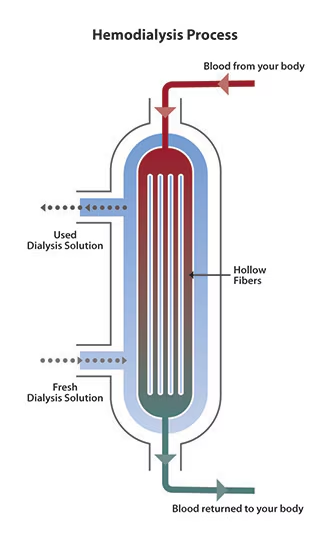 Hemodialysis Process
Blood from your body
Used
Dialysis Solution
Hollow
Fibers
Fresh
Dialysis Solution
Blood returned to your body